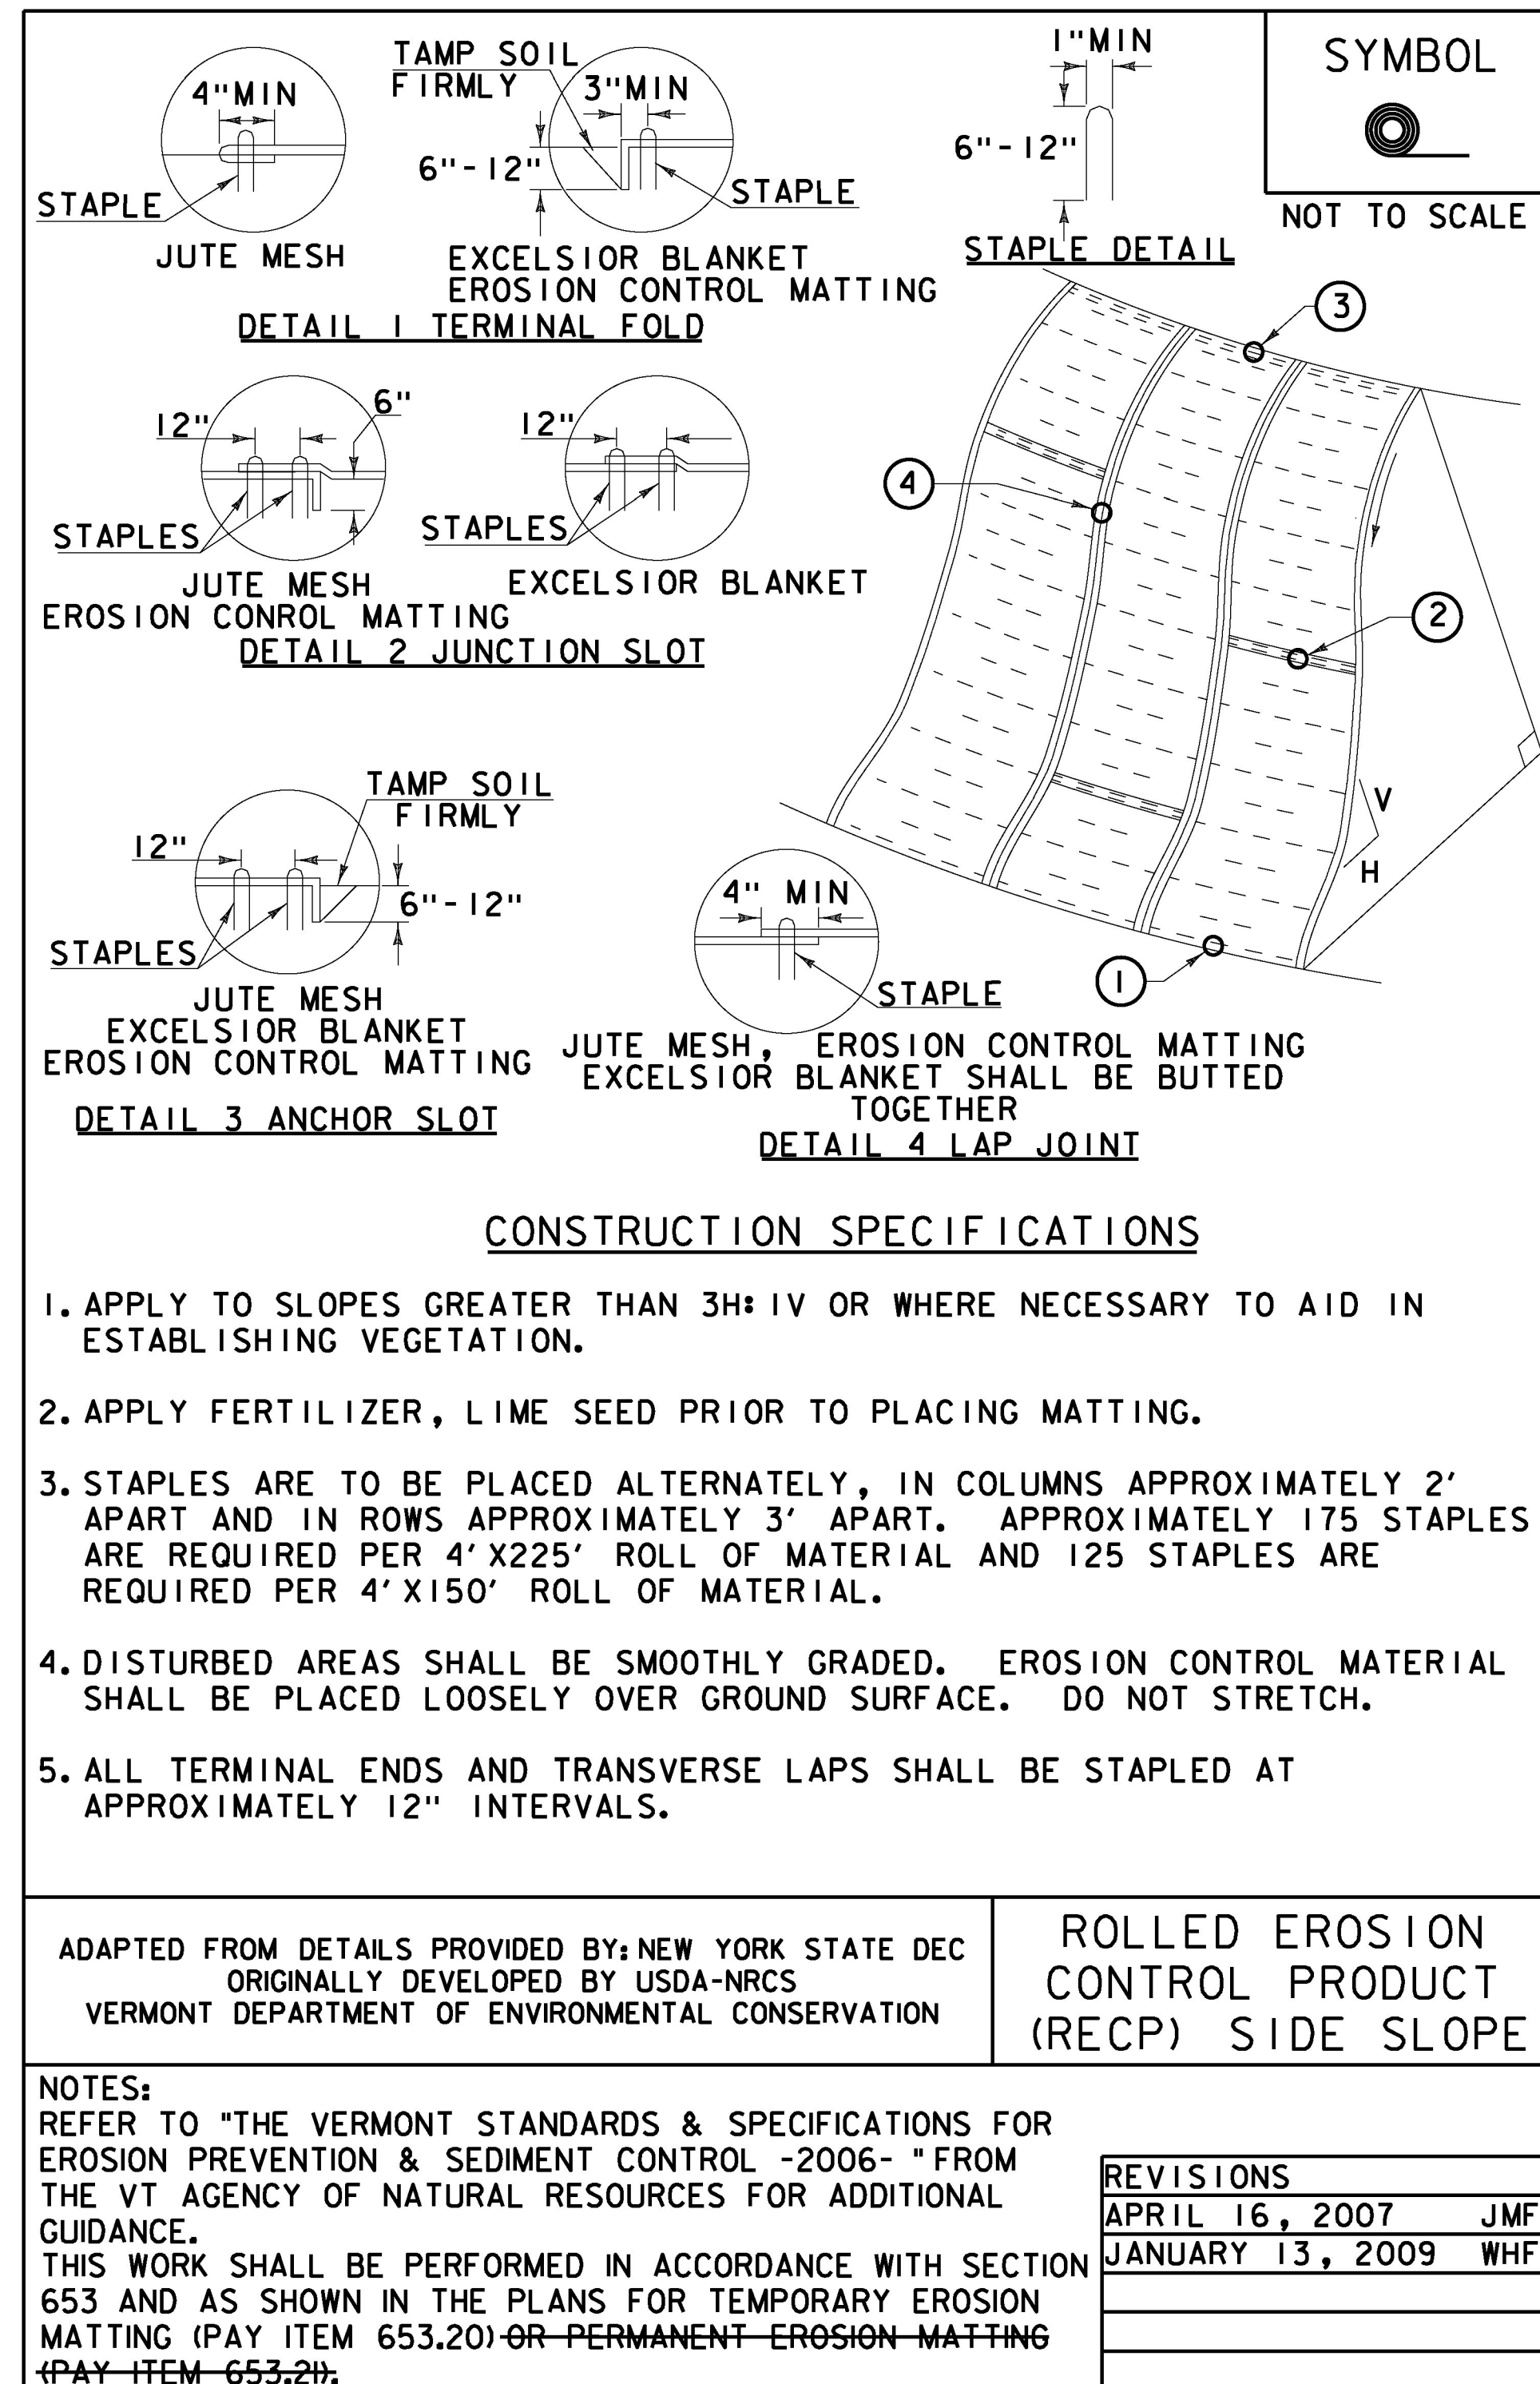 4"MIN
STAPLE
JUTE MESH
TAMP SOIL
FIRMLY
3"MIN
6"-12"
STAPLE
EXCELSIOR BLANKET
EROSION CONTROL MATTING
DETAIL 1 TERMINAL FOLD
1"MIN
6"-12"
STAPLE DETAIL
SYMBOL
NOT TO SCALE
12"
6"
STAPLES
JUTE MESH
EROSION CONROL MATTING
12"
STAPLES
EXCELSIOR BLANKET
DETAIL 2 JUNCTION SLOT
3
4
2
V
H
1
TAMP SOIL
FIRMLY
12"
6"-12"
STAPLES
JUTE MESH
EXCELSIOR BLANKET
EROSION CONTROL MATTING
DETAIL 3 ANCHOR SLOT
4" MIN
STAPLE
JUTE MESH, EROSION CONTROL MATTING
EXCELSIOR BLANKET SHALL BE BUTTED
TOGETHER
DETAIL 4 LAP JOINT
CONSTRUCTION SPECIFICATIONS
1. APPLY TO SLOPES GREATER THAN 3H:1V OR WHERE NECESSARY TO AID IN
ESTABLISHING VEGETATION.
2. APPLY FERTILIZER, LIME SEED PRIOR TO PLACING MATTING.
3. STAPLES ARE TO BE PLACED ALTERNATELY, IN COLUMNS APPROXIMATELY 2'
APART AND IN ROWS APPROXIMATELY 3' APART. APPROXIMATELY 175 STAPLES
ARE REQUIRED PER 4'X225' ROLL OF MATERIAL AND 125 STAPLES ARE
REQUIRED PER 4'X150' ROLL OF MATERIAL.
4. DISTURBED AREAS SHALL BE SMOOTHLY GRADED. EROSION CONTROL MATERIAL
SHALL BE PLACED LOOSELY OVER GROUND SURFACE. DO NOT STRETCH.
5. ALL TERMINAL ENDS AND TRANSVERSE LAPS SHALL BE STAPLED AT
APPROXIMATELY 12" INTERVALS.
ADAPTED FROM DETAILS PROVIDED BY: NEW YORK STATE DEC
ORIGINALLY DEVELOPED BY USDA-NRCS
VERMONT DEPARTMENT OF ENVIRONMENTAL CONSERVATION
ROLLED EROSION
CONTROL PRODUCT
(RECP) SIDE SLOPE
NOTES:
REFER TO "THE VERMONT STANDARDS & SPECIFICATIONS FOR
EROSION PREVENTION & SEDIMENT CONTROL -2006- " FROM
THE VT AGENCY OF NATURAL RESOURCES FOR ADDITIONAL
GUIDANCE.
THIS WORK SHALL BE PERFORMED IN ACCORDANCE WITH SECTION
653 AND AS SHOWN IN THE PLANS FOR TEMPORARY EROSION
MATTING (PAY ITEM 653.20) OR PERMANENT EROSION MATTING
(PAY ITEM 653.21).
REVISIONS
APRIL 16, 2007 JMF
JANUARY 13, 2009 WHF